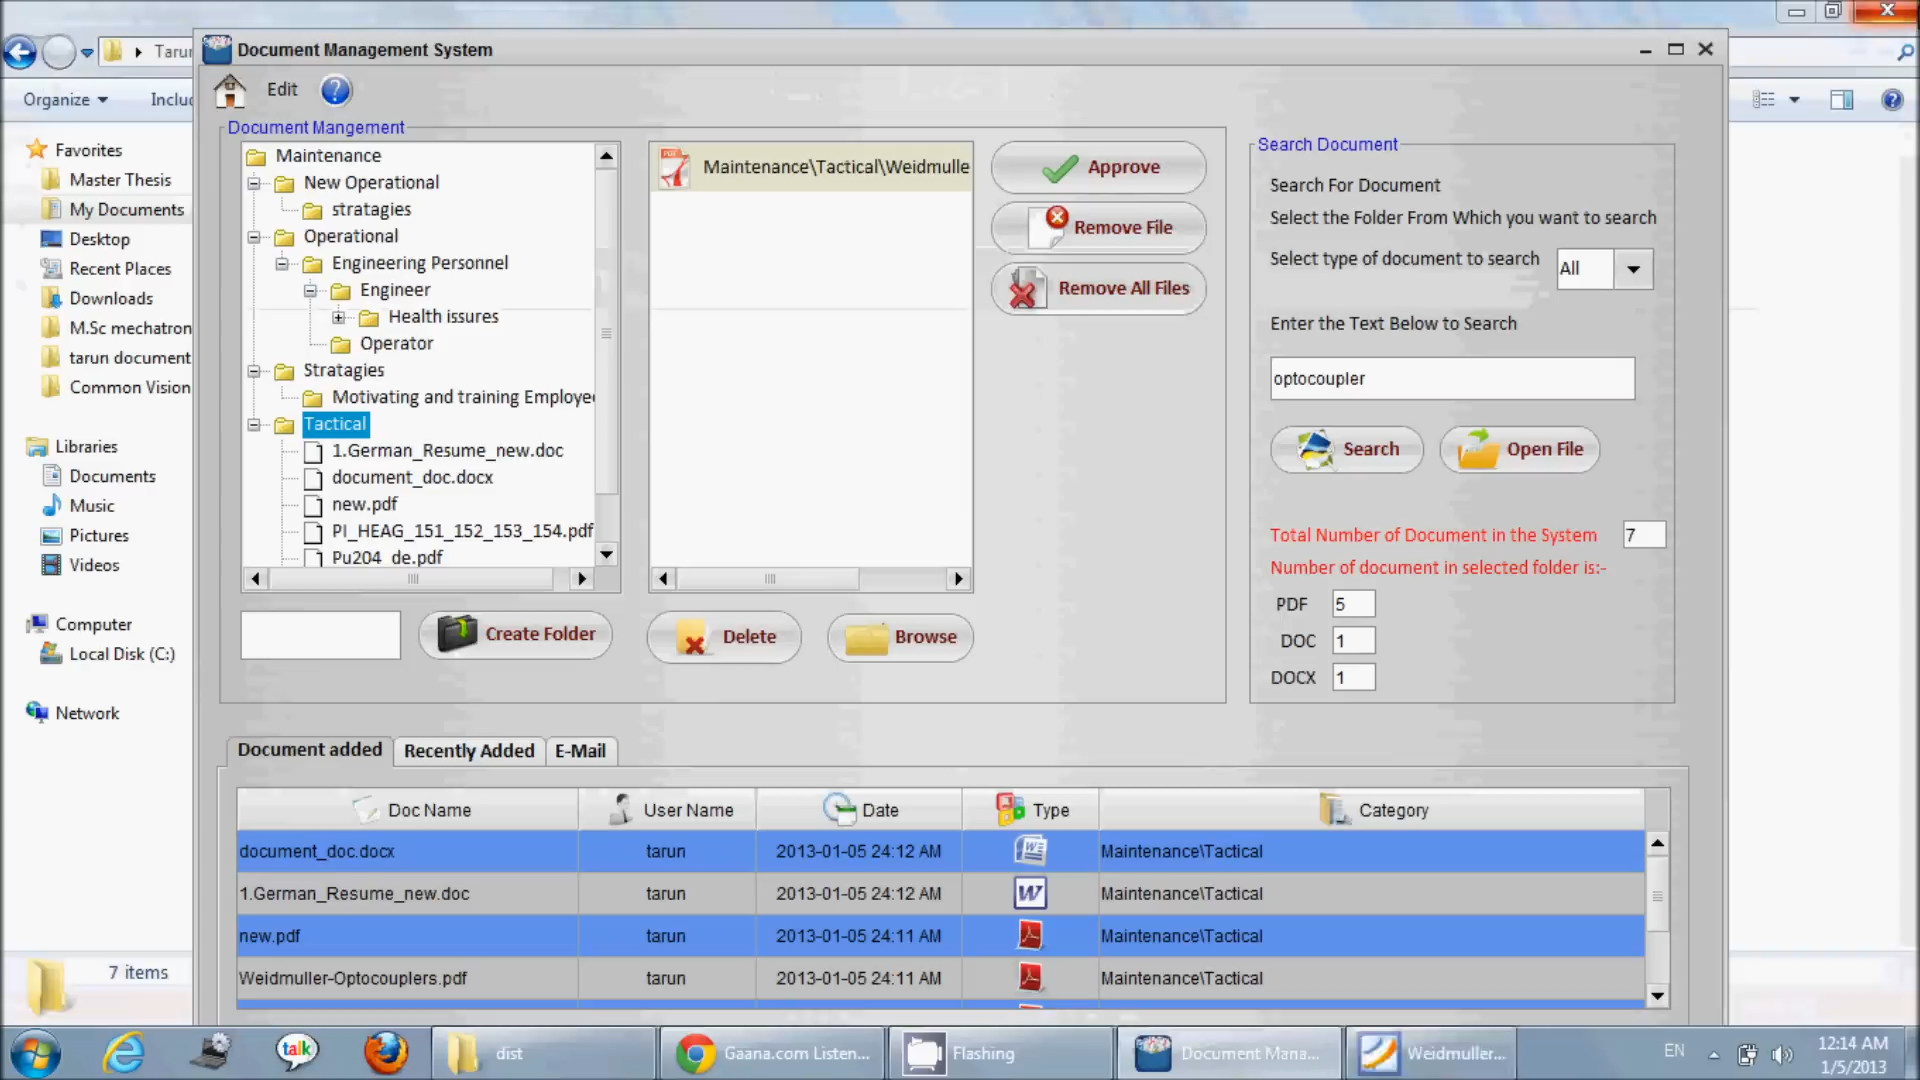 Tarun
Document Management System
Organize
Inclu
Edit
Favorites
Master Thesis
My Documents
Desktop
Recent Places
Downloads
M.Sc mechatron
tarun document
Common Vision
Libraries
Documents
Music
Pictures
Videos
Computer
Local Disk (C:)
Network
7 items
Document Mangement
Maintenance
New Operational
stratagies
Operational
Engineering Personnel
Engineer
Health issures
Operator
Stratagies
Motivating and training Employe
Tactical
1.German_Resume_new.doc
document_doc.docx
new.pdf
PI_HEAG_151_152_153_154.pdf
Pu204_de.pdf
Maintenance\Tactical\Weidmulle
Approve
Remove File
Remove All Files
Create Folder
Delete
Browse
Search Document
Search For Document
Select the Folder From Which you want to search
Select type of document to search
All
Enter the Text Below to Search
optocoupler
Search
Open File
Total Number of Document in the System 7
Number of document in selected folder is:-
PDF 5
DOC 1
DOCX 1
Document added Recently Added E-Mail
Doc Name User Name Date Type Category
document_doc.docx tarun 2013-01-05 24:12 AM Maintenance\Tactical
1.German_Resume_new.doc tarun 2013-01-05 24:12 AM Maintenance\Tactical
new.pdf tarun 2013-01-05 24:11 AM Maintenance\Tactical
Weidmuller-Optocouplers.pdf tarun 2013-01-05 24:11 AM Maintenance\Tactical
talk
dist
Gaana.com Listen...
Flashing
Document Mana...
Weidmuller...
EN
12:14 AM
1/5/2013